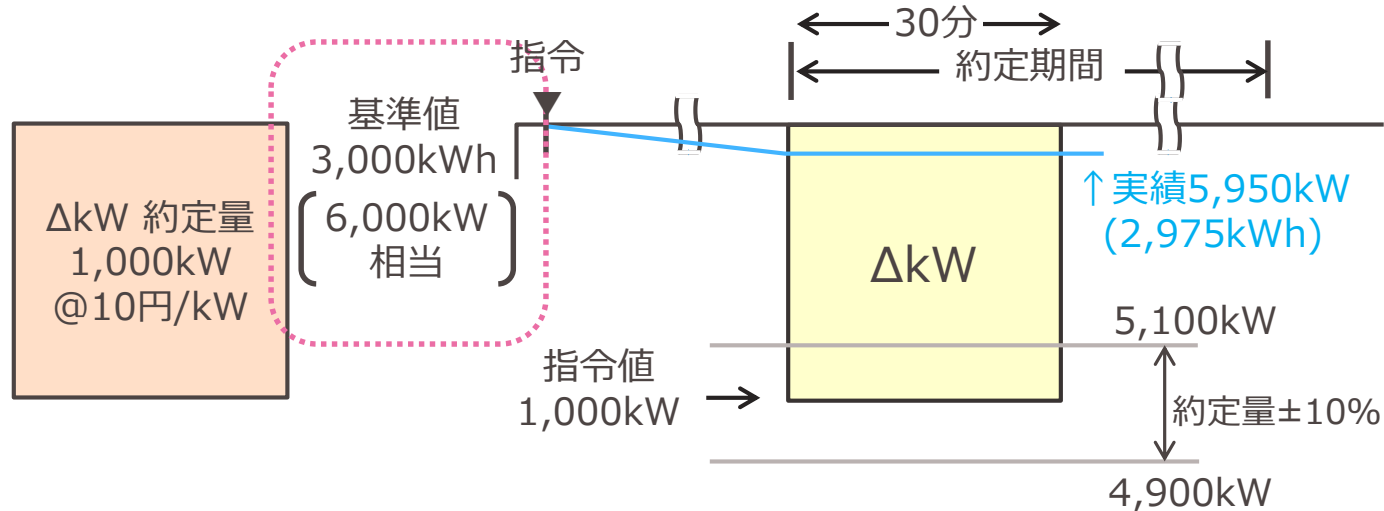 ΔkW 約定量
1,000kW
@10円/kW
基準値
3,000kWh
6,000kW
相当
指令
30分
約定期間
ΔkW
↑実績5,950kW
(2,975kWh)
指令値
1,000kW
5,100kW
約定量±10%
4,900kW